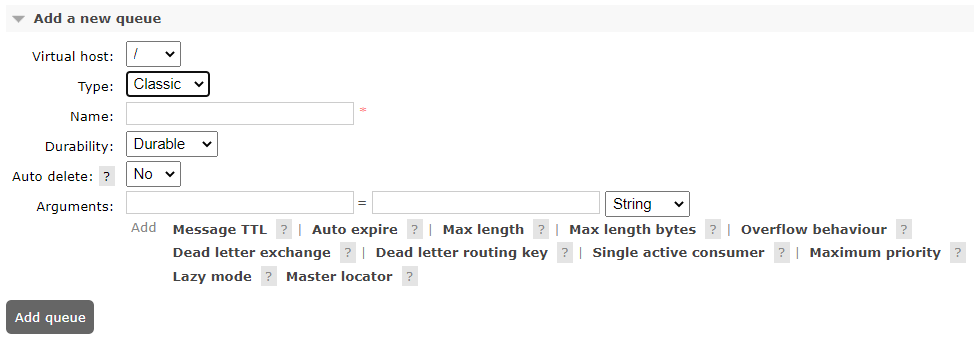 Add a new queue
Virtual host: /
Type: Classic
Name: *
Durability: Durable
Auto delete: ? No
Arguments: = String
Add Message TTL ? | Auto expire ? | Max length ? | Max length bytes ? | Overflow behaviour ?
Dead letter exchange ? | Dead letter routing key ? | Single active consumer ? | Maximum priority ?
Lazy mode ? Master locator ?
Add queue